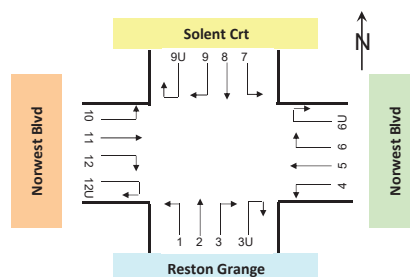 Solent Crt
N
9U 9 8 7
Norwest Blvd
10
11
12
12U
6U
6
5
4
Norwest Blvd
1 2 3 3U
Reston Grange